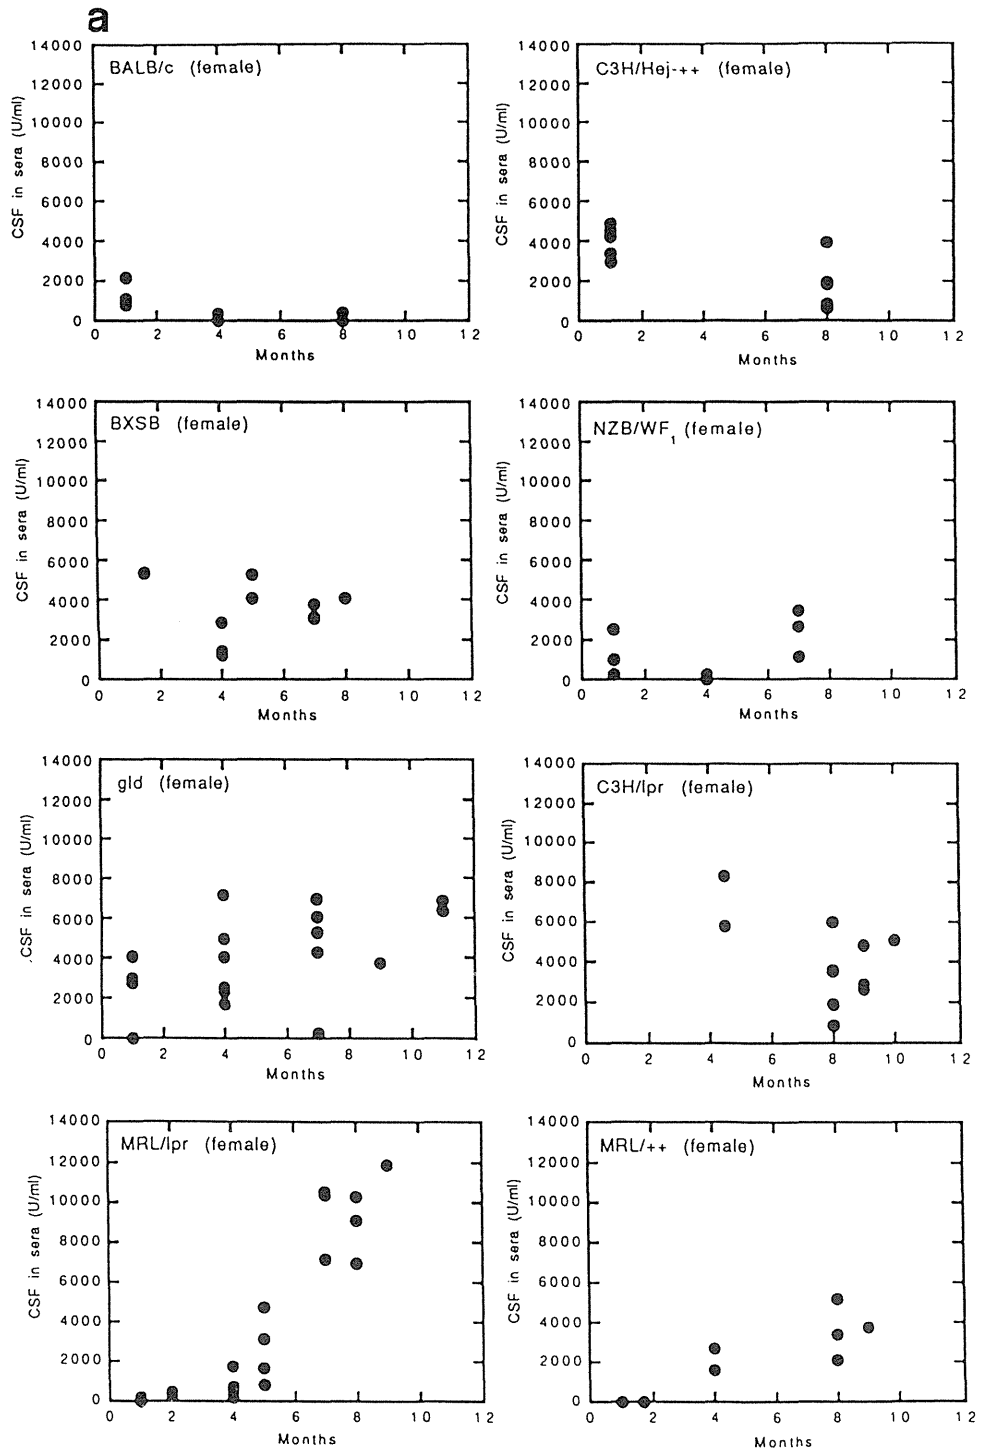 a
BALB/c (female)
CSF in sera (U/ml)
14000
12000
10000
8000
6000
4000
2000
0
0 2 4 6 8 10 12
Months
C3H/Hej-++ (female)
CSF in sera (U/ml)
14000
12000
10000
8000
6000
4000
2000
0
0 2 4 6 8 10 12
Months
BXSB (female)
CSF in sera (U/ml)
14000
12000
10000
8000
6000
4000
2000
0
0 2 4 6 8 10 12
Months
NZB/WF1 (female)
CSF in sera (U/ml)
14000
12000
10000
8000
6000
4000
2000
0
0 2 4 6 8 10 12
Months
gld (female)
CSF in sera (U/ml)
14000
12000
10000
8000
6000
4000
2000
0
0 2 4 6 8 10 12
Months
C3H/lpr (female)
CSF in sera (U/ml)
14000
12000
10000
8000
6000
4000
2000
0
0 2 4 6 8 10 12
Months
MRL/lpr (female)
CSF in sera (U/ml)
14000
12000
10000
8000
6000
4000
2000
0
0 2 4 6 8 10 12
Months
MRL/++ (female)
CSF in sera (U/ml)
14000
12000
10000
8000
6000
4000
2000
0
0 2 4 6 8 10 12
Months